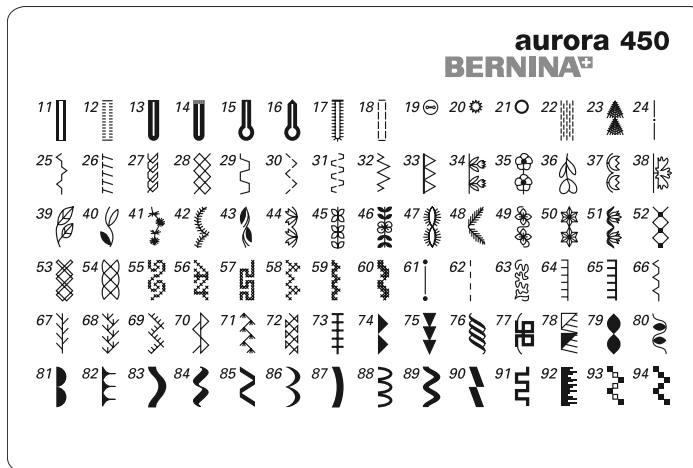 aurora 450
BERNINA
11 12 13 14 15 16 17 18 19 20 21 22 23 24
25 26 27 28 29 30 31 32 33 34 35 36 37 38
39 40 41 42 43 44 45 46 47 48 49 50 51 52
53 54 55 56 57 58 59 60 61 62 63 64 65 66
67 68 69 70 71 72 73 74 75 76 77 78 79 80
81 82 83 84 85 86 87 88 89 90 91 92 93 94